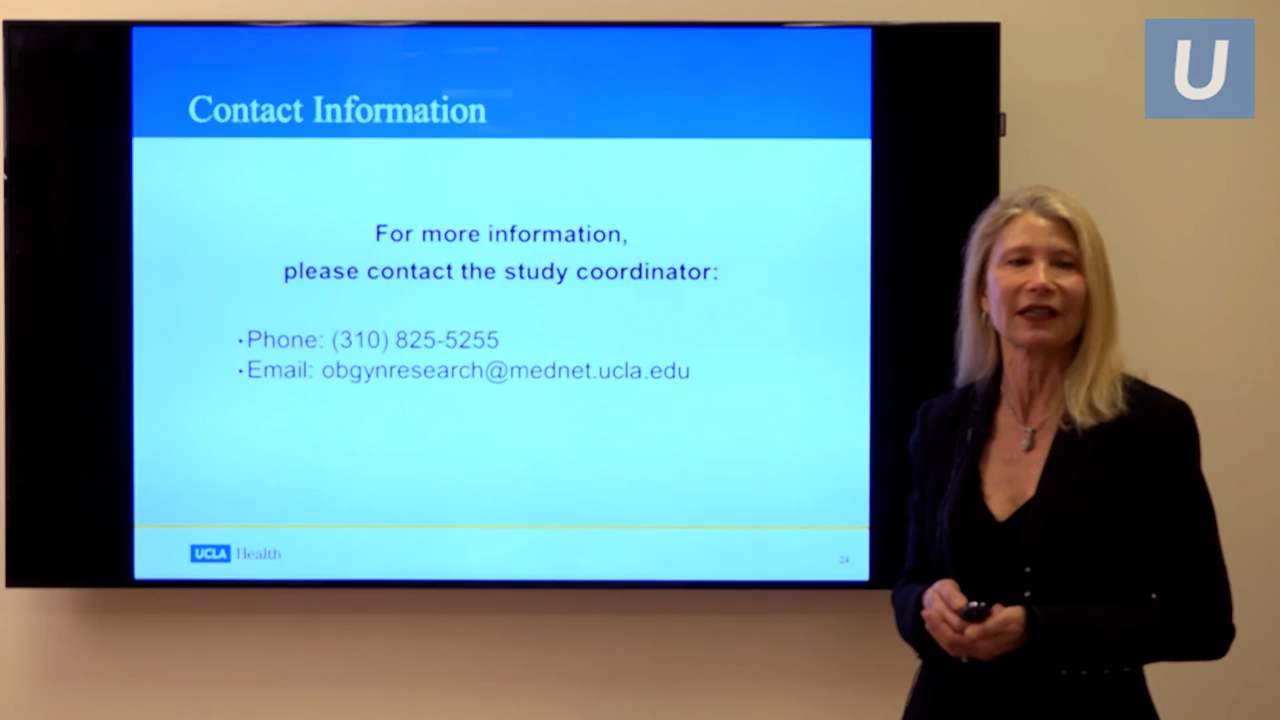 U
Contact Information
For more information,
please contact the study coordinator:
·Phone: (310) 825-5255
·Email: obgynresearch@mednet.ucla.edu
UCLA Health
24